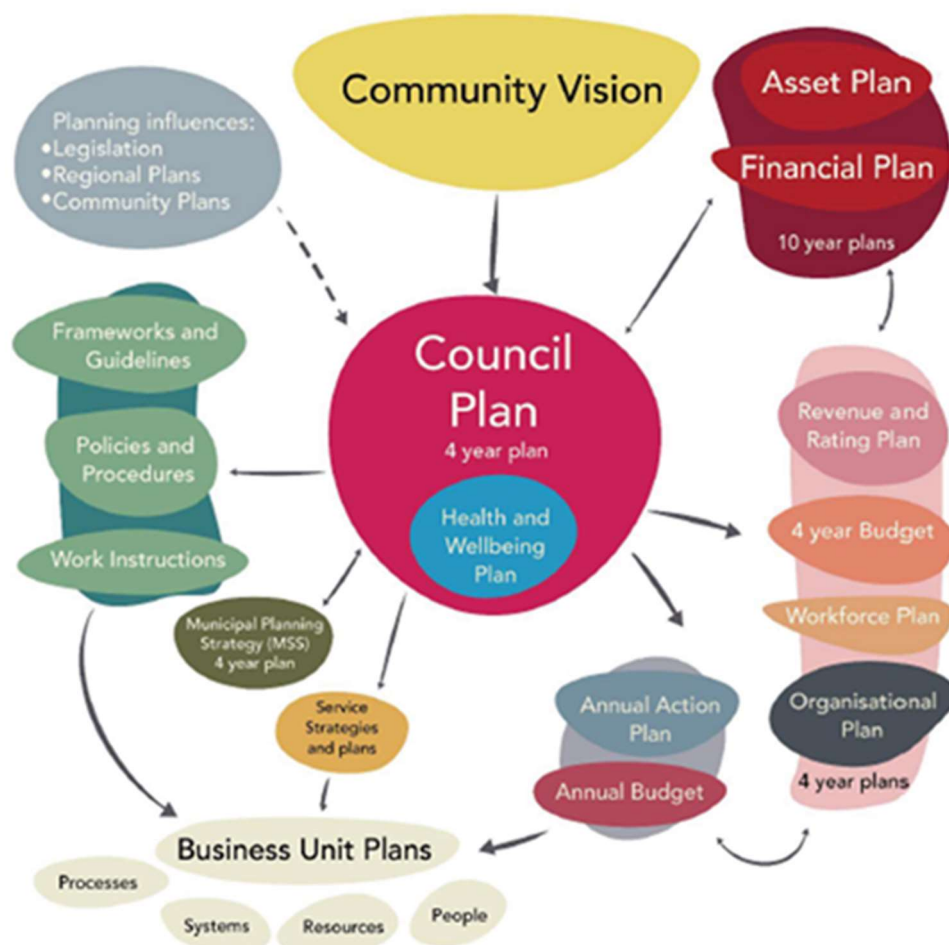 Community Vision
Asset Plan
Financial Plan
10 year plans
Planning influences:
•Legislation
•Regional Plans
•Community Plans
Frameworks and
Guidelines
Policies and
Procedures
Work Instructions
Council
Plan
4 year plan
Health and
Wellbeing
Plan
Revenue and
Rating Plan
4 year Budget
Workforce Plan
Organisational
Plan
4 year plans
Municipal Planning
Strategy (MSS)
4 year plan
Service
Strategies
and plans
Annual Action
Plan
Annual Budget
Business Unit Plans
Processes
Systems
Resources
People